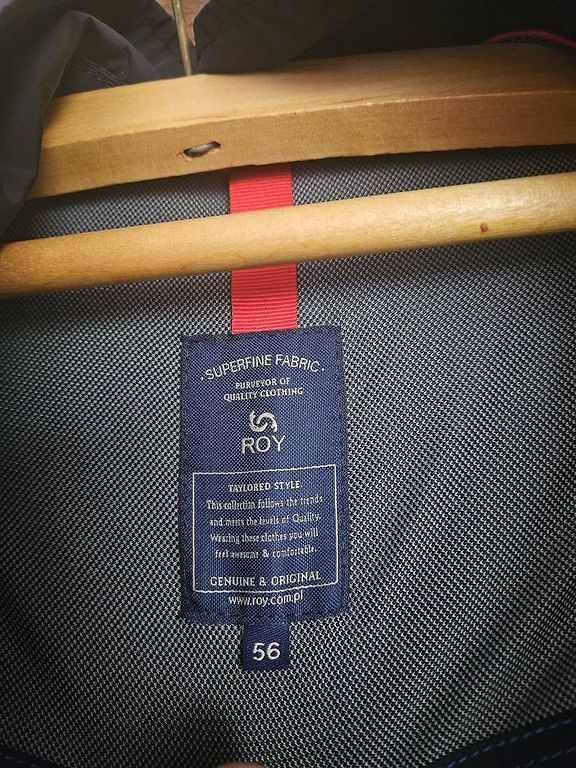 · SUPERFINE FABRIC ·
PURVEYOR OF
QUALITY CLOTHING
ROY
TAILORED STYLE
This collection follows the trends
and meets the levels of Quality.
Wearing these clothes you will
feel awesome & comfortable.
GENUINE & ORIGINAL
www.roy.com.pl
56